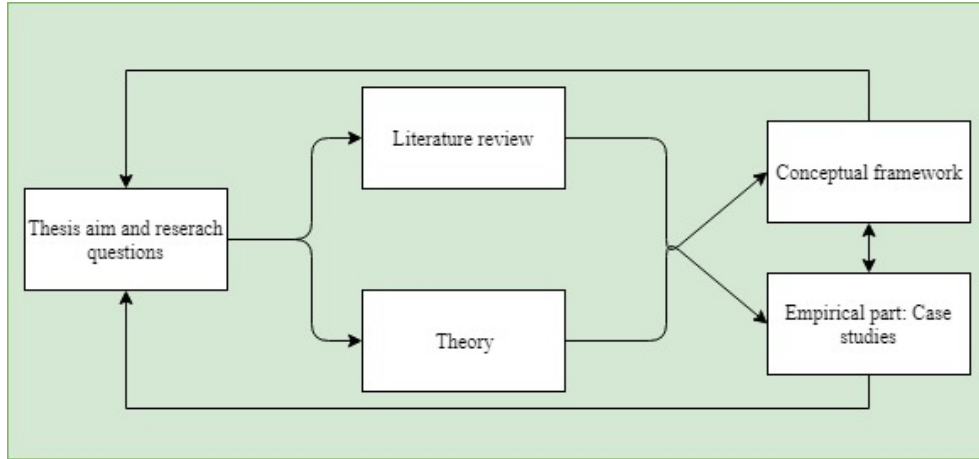 Literature review
Conceptual framework
Thesis aim and reserach
questions
Empirical part: Case
studies
Theory